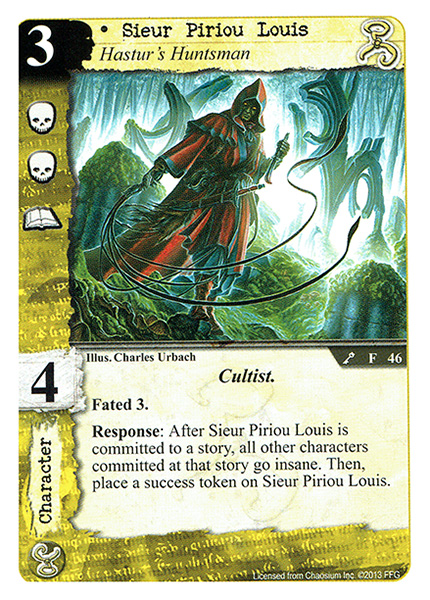 3
• Sieur Piriou Louis
Hastur's Huntsman
Illus. Charles Urbach
F 46
4
Cultist.
Fated 3.
Response: After Sieur Piriou Louis is
committed to a story, all other characters
committed at that story go insane. Then,
place a success token on Sieur Piriou Louis.
Character
Licensed from Chaosium Inc. ©2013 FFG